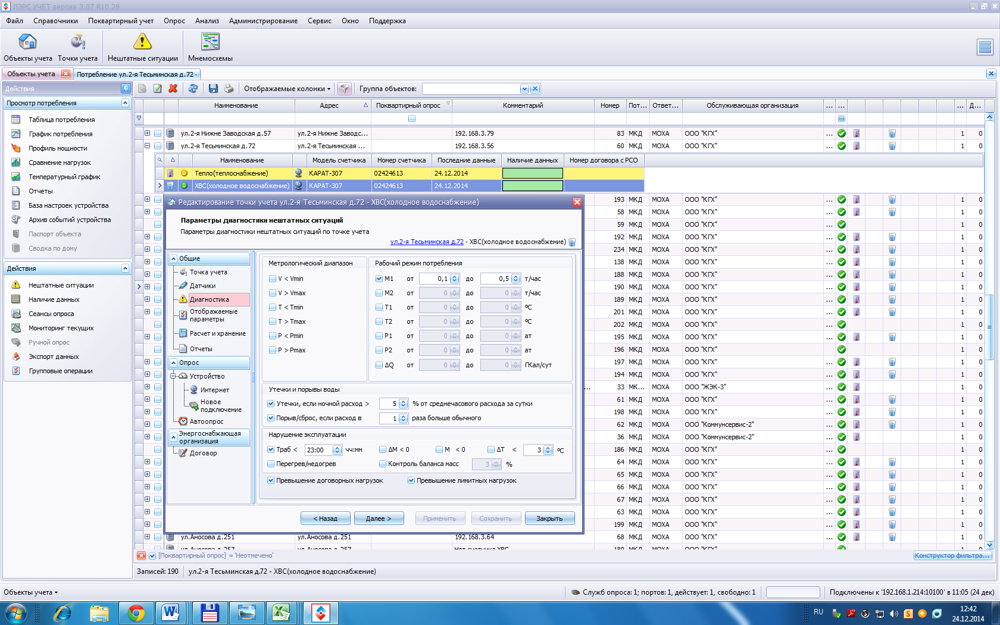 ЛЭРС УЧЕТ версия 3.07 R10.28
Файл Справочники Поквартирный учет Опрос Анализ Администрирование Сервис Окно Поддержка
Объекты учета Точки учета Нештатные ситуации Мнемосхемы
Объекты учета Потребление ул.2-я Тесьминская д.72 -
Действия
Просмотр потребления
Таблица потребления
График потребления
Профиль мощности
Сравнение нагрузок
Температурный график
Отчеты
База настроек устройства
Архив событий устройства
Паспорт объекта
Сводка по дому
Действия
Нештатные ситуации
Наличие данных
Сеансы опроса
Мониторинг текущих
Ручной опрос
Экспорт данных
Групповые операции
Отображаемые колонки Группа объектов:
Наименование Адрес Поквартирный опрос Комментарий Номер Пот... Ответ... Обслуживающая организация ... ... ... Д...
ул.2-я Нижне Заводская д.57 ул.2-я Нижне Заводс... 192.168.3.79 83 МКД МОХА ООО "КГХ" ... 1 0
ул.2-я Тесьминская д.72 ул.2-я Тесьминская ... 192.168.3.56 60 МКД МОХА ООО "КГХ" ... 1 0
Наименование Модель счетчика Номер счетчика Последние данные Наличие данных Номер договора с РСО
Тепло(теплоснабжение) КАРАТ-307 02424613 24.12.2014
ХВС(холодное водоснабжение) КАРАТ-307 02424613 24.12.2014
193 МКД МОХА ООО "КГХ" ... 1 0
58 МКД МОХА ООО "КГХ" ... 1 0
59 МКД МОХА ООО "КГХ" ... 1 0
192 МКД МОХА ООО "КГХ" ... 1 0
234 МКД МОХА ООО "КГХ" ... 1 0
138 МКД МОХА ООО "КГХ" ... 1 0
188 МКД МОХА ООО "КГХ" ... 1 0
190 МКД МОХА ООО "КГХ" ... 1 0
189 МКД МОХА ООО "КГХ" ... 1 0
201 МКД МОХА ООО "КГХ" ... 1 0
202 МКД МОХА ООО "КГХ" ... 1 0
195 МКД МОХА ООО "КГХ" ... 1 0
196 МКД МОХА ООО "КГХ" ... 1 0
197 МКД МОХА ООО "КГХ" ... 1 0
194 МКД МОХА ООО "КГХ" ... 1 0
... 33 МК... МОХА ООО "ЖЭК-3" ... 1 0
61 МКД МОХА ООО "КГХ" ... 1 0
198 МКД МОХА ООО "КГХ" ... 1 0
62 МКД МОХА ООО "Коммунсервис-2" ... 1 0
36 МКД МОХА ООО "Коммунсервис-2" ... 1 0
186 МКД МОХА ООО "КГХ" ... 1 0
64 МКД МОХА ООО "КГХ" ... 1 0
65 МКД МОХА ООО "КГХ" ... 1 0
66 МКД МОХА ООО "КГХ" ... 1 0
67 МКД МОХА ООО "КГХ" ... 1 0
63 МКД МОХА ООО "КГХ" ... 1 0
199 МКД МОХА ООО "КГХ" ... 1 0
ул.Аносова д.251 ул.Аносова д.251 192.168.3.64 68 МКД МОХА ООО "КГХ" ... 1 0
ул.Аносова д.257 ул.Аносова д.257 Нет счетчика ХВС 180 МКД МОХА ООО "КГХ" ... 1 0
Редактирование точки учета ул.2-я Тесьминская д.72 - ХВС(холодное водоснабжение)
Параметры диагностики нештатных ситуаций
Параметры диагностики нештатных ситуаций по точке учета
ул.2-я Тесьминская д.72 - ХВС(холодное водоснабжение)
Общие
Точка учета
Датчики
Диагностика
Отображаемые
параметры
Расчет и хранение
Отчеты
Опрос
Устройство
Интернет
Новое
подключение
Автоопрос
Энергоснабжающая
организация
Договор
Метрологический диапазон
V < Vmin
V > Vmax
T < Tmin
T > Tmax
P < Pmin
P > Pmax
Рабочий режим потребления
M1 от 0,1 до 0,5 т/час
M2 от 0 до 0 т/час
T1 от 0 до 0 ºC
T2 от 0 до 0 ºC
P1 от 0 до 0 ат
P2 от 0 до 0 ат
ΔQ от 0 до 0 ГКал/сут
Утечки и порывы воды
Утечки, если ночной расход > 5 % от среднечасового расхода за сутки
Порыв/сброс, если расход в 1 раза больше обычного
Нарушение эксплуатации
Tраб < 23:00 чч:мм ΔM < 0 M < 0 ΔT < 3 ºC
Перегрев/недогрев Контроль баланса масс 3 %
Превышение договорных нагрузок Превышение лимитных нагрузок
< Назад Далее > Применить Сохранить Закрыть
[Поквартирный опрос] = 'Неотмечено' Конструктор фильтра...
Записей: 190 ул.2-я Тесьминская д.72 - ХВС(холодное водоснабжение)
Объекты учета Служб опроса: 1; портов: 1, действует: 1, свободно: 1 Подключены к '192.168.1.214:10100' в 11:05 (24 дек)
RU 12:42
24.12.2014